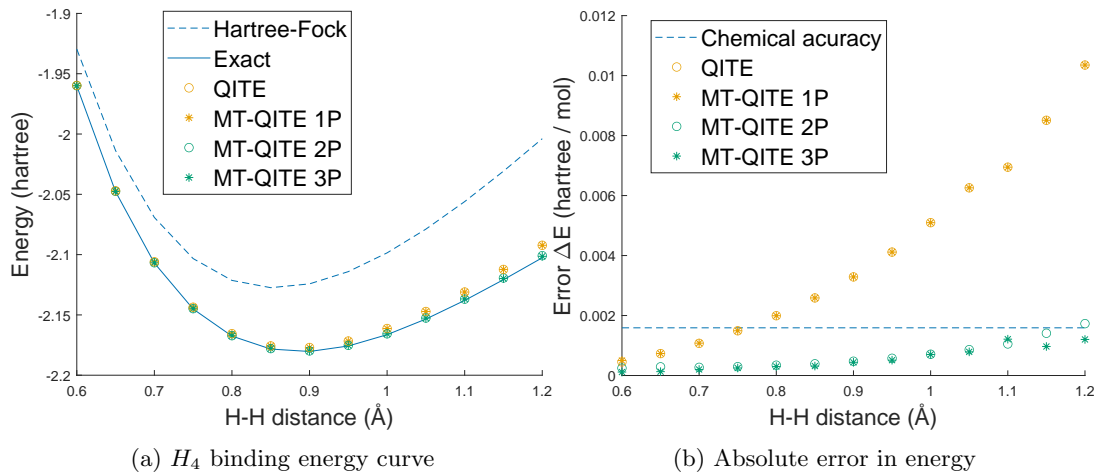 -1.9
-1.95
-2
-2.05
-2.1
-2.15
-2.2
Energy (hartree)
0.6 0.7 0.8 0.9 1 1.1 1.2
H-H distance (Å)
Hartree-Fock
Exact
QITE
MT-QITE 1P
MT-QITE 2P
MT-QITE 3P
(a) H₄ binding energy curve
0.012
0.01
0.008
0.006
0.004
0.002
0
Error ΔE (hartree / mol)
0.6 0.7 0.8 0.9 1 1.1 1.2
H-H distance (Å)
Chemical acuracy
QITE
MT-QITE 1P
MT-QITE 2P
MT-QITE 3P
(b) Absolute error in energy